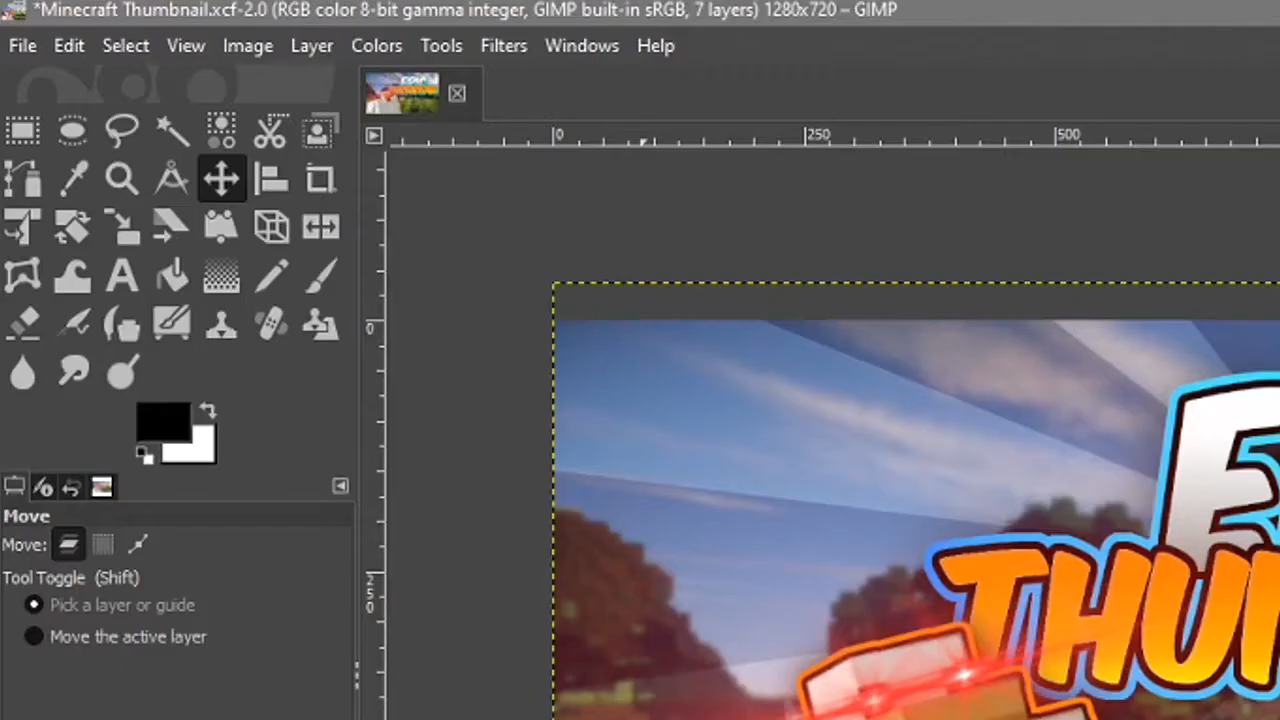 *Minecraft Thumbnail.xcf-2.0 (RGB color 8-bit gamma integer, GIMP built-in sRGB, 7 layers) 1280x720 – GIMP
File Edit Select View Image Layer Colors Tools Filters Windows Help
0 250 500
0
250
Move
Move:
Tool Toggle (Shift)
Pick a layer or guide
Move the active layer
E
THU